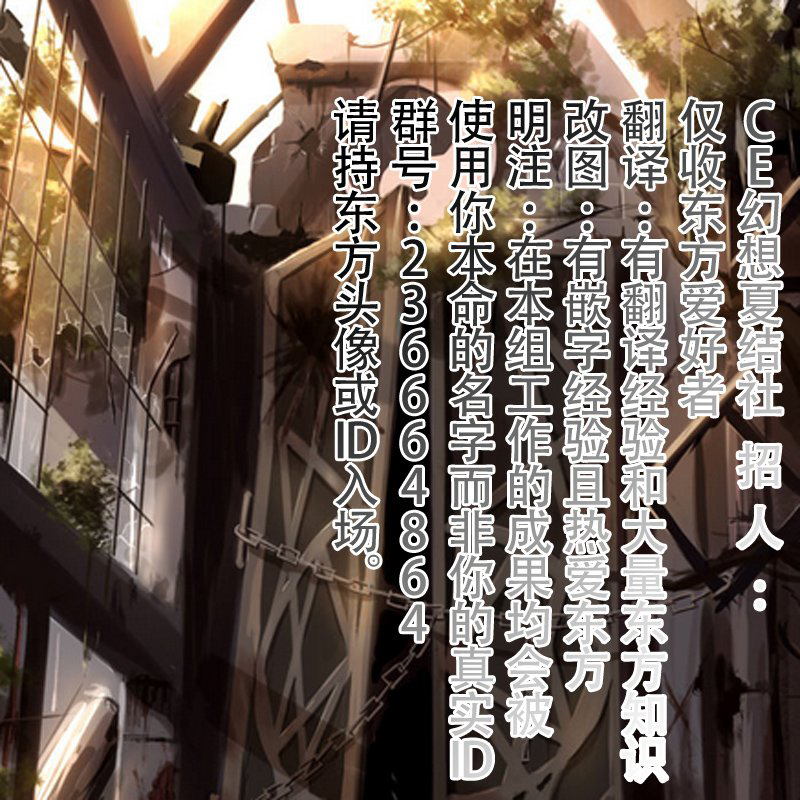 CE幻想夏结社 招人：
仅收东方爱好者
翻译：有翻译经验和大量东方知识
改图：有嵌字经验且热爱东方
明注：在本组工作的成果均会被
使用你本命的名字而非你的真实ID
群号：236664864
请持东方头像或ID入场。